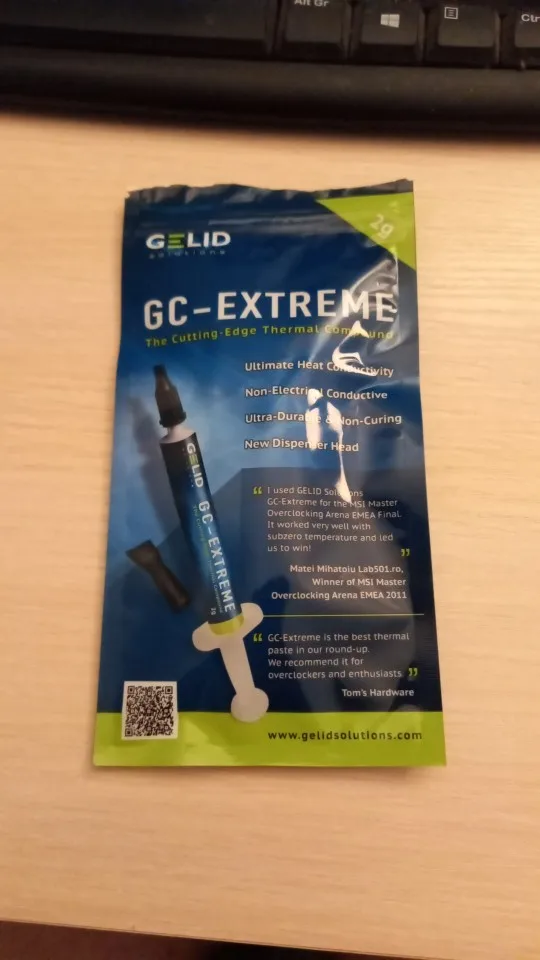 Alt Gr
Ctr
2g
GELID
solutions
GC-EXTREME
The Cutting-Edge Thermal Compound
Ultimate Heat Conductivity
Non-Electrical Conductive
Ultra-Durable & Non-Curing
New Dispenser Head
GELID GC-EXTREME
“ I used GELID Solutions
GC-Extreme for the MSI Master
Overclocking Arena EMEA Final.
It worked very well with
subzero temperature and led
us to win! ”
Matei Mihatoiu Lab501.ro,
Winner of MSI Master
Overclocking Arena EMEA 2011
“ GC-Extreme is the best thermal
paste in our round-up.
We recommend it for
overclockers and enthusiasts. ”
Tom's Hardware
www.gelidsolutions.com